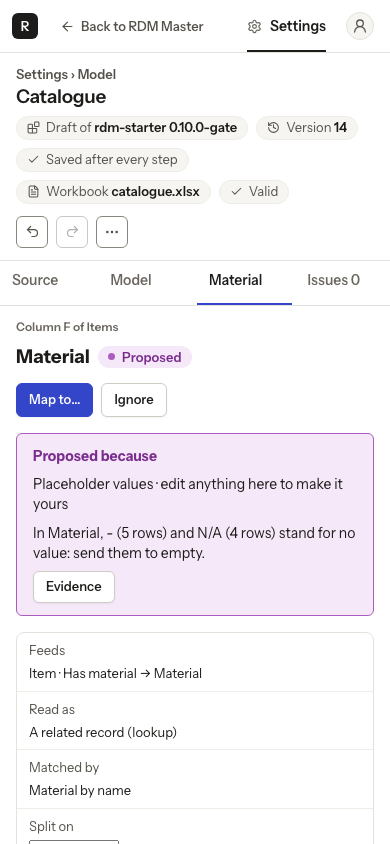 R
Back to RDM Master
Settings
Settings › Model
Catalogue
Draft of rdm-starter 0.10.0-gate
Version 14
Saved after every step
Workbook catalogue.xlsx
Valid
Source
Model
Material
Issues 0
Column F of Items
Material
Proposed
Map to...
Ignore
Proposed because
Placeholder values · edit anything here to make it
yours
In Material, - (5 rows) and N/A (4 rows) stand for no
value: send them to empty.
Evidence
Feeds
Item · Has material → Material
Read as
A related record (lookup)
Matched by
Material by name
Split on